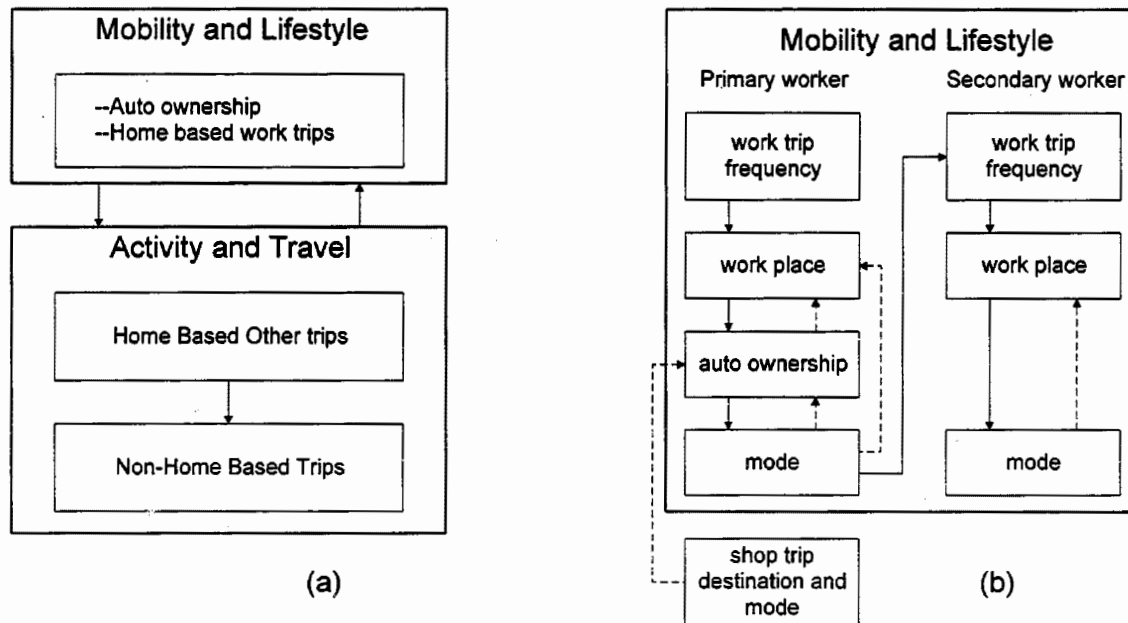 Mobility and Lifestyle
--Auto ownership
--Home based work trips
Activity and Travel
Home Based Other trips
Non-Home Based Trips
(a)
Mobility and Lifestyle
Primary worker
Secondary worker
work trip
frequency
work trip
frequency
work place
work place
auto ownership
mode
mode
shop trip
destination and
mode
(b)